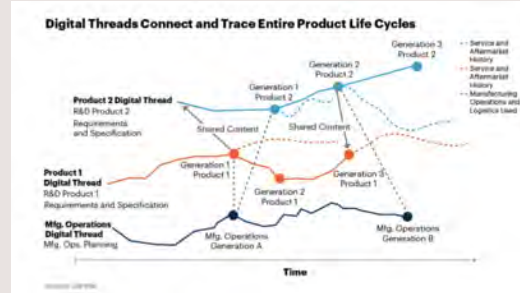 Digital Threads Connect and Trace Entire Product Life Cycles
Generation 3
Product 2
Generation 2
Product 2
Generation 1
Product 2
Service and
Aftermarket
History
Service and
Aftermarket
History
Manufacturing
Operations and
Logistics Used
Product 2 Digital Thread
R&D Product 2
Requirements
and Specification
Shared Content
Shared Content
Generation 1
Product 1
Product 1
Digital Thread
R&D Product 1
Requirements and Specification
Generation 2
Product 1
Generation 3
Product 1
Mfg. Operations
Digital Thread
Mfg. Ops. Planning
Mfg. Operations
Generation A
Mfg. Operations
Generation B
Time